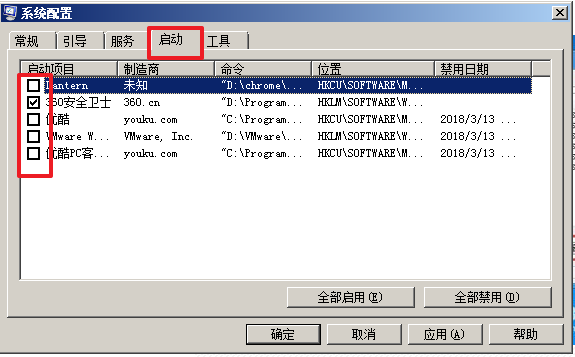 系统配置
常规 引导 服务 启动 工具
启动项目 制造商 命令 位置 禁用日期
Lantern 未知 "D:\chrome\... HKCU\SOFTWARE\M...
360安全卫士 360.cn "D:\Program... HKLM\SOFTWARE\W...
优酷 youku.com "C:\Program... HKCU\SOFTWARE\M... 2018/3/13 ...
VMware W... VMware, Inc. "D:\VMware\... HKLM\SOFTWARE\W... 2018/3/13 ...
优酷PC客... youku.com "C:\Program... HKCU\SOFTWARE\M... 2018/3/13 ...
全部启用(E) 全部禁用(D)
确定 取消 应用(A) 帮助